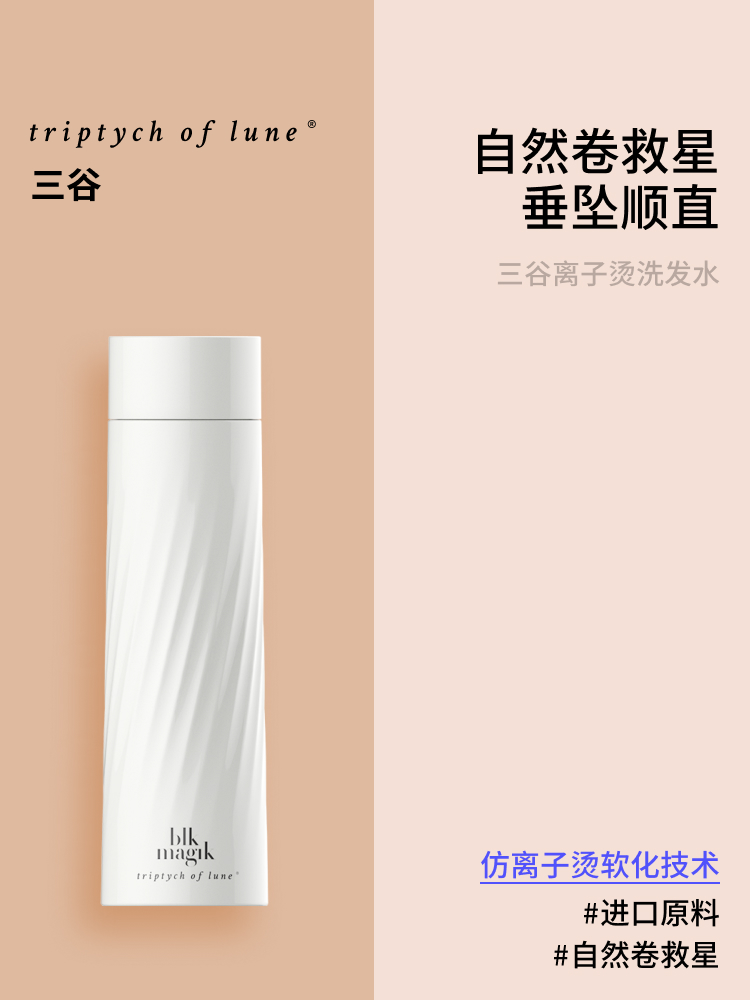 triptych of lune®
三谷
自然卷救星
垂坠顺直
三谷离子烫洗发水
blk
magik
triptych of lune®
仿离子烫软化技术
#进口原料
#自然卷救星